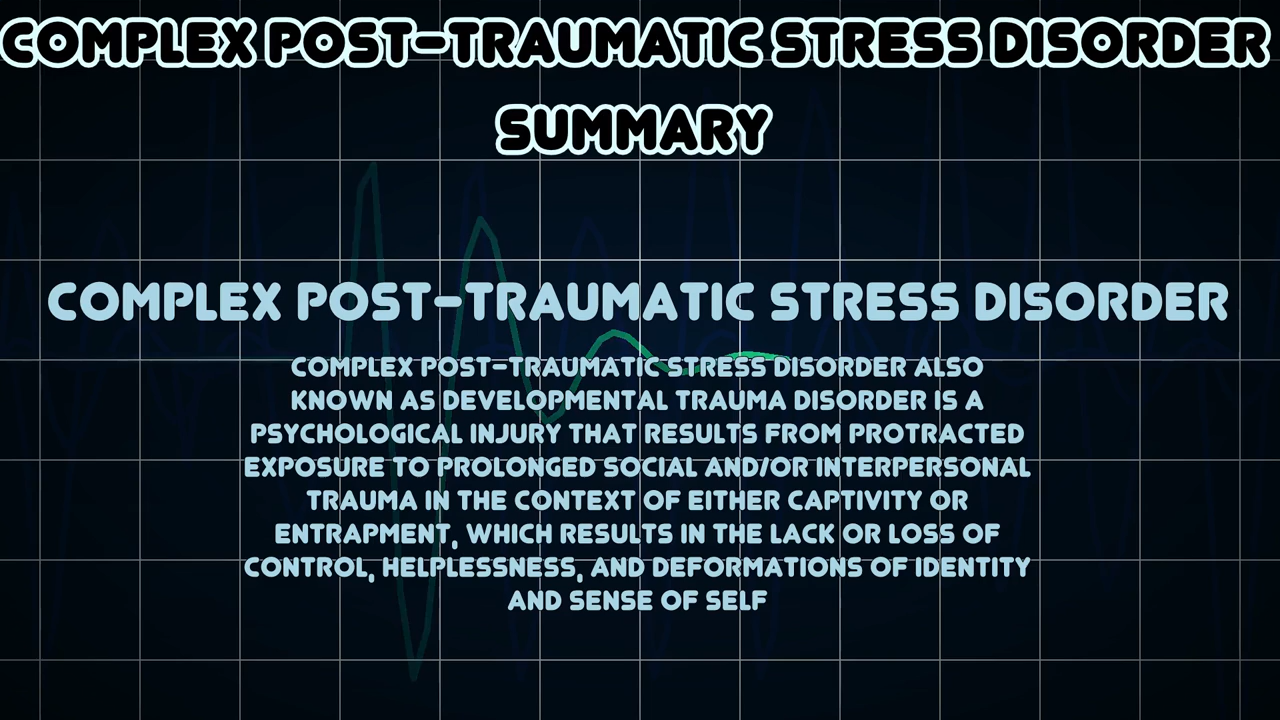 COMPLEX POST-TRAUMATIC STRESS DISORDER
SUMMARY
COMPLEX POST-TRAUMATIC STRESS DISORDER
COMPLEX POST-TRAUMATIC STRESS DISORDER ALSO
KNOWN AS DEVELOPMENTAL TRAUMA DISORDER IS A
PSYCHOLOGICAL INJURY THAT RESULTS FROM PROTRACTED
EXPOSURE TO PROLONGED SOCIAL AND/OR INTERPERSONAL
TRAUMA IN THE CONTEXT OF EITHER CAPTIVITY OR
ENTRAPMENT, WHICH RESULTS IN THE LACK OR LOSS OF
CONTROL, HELPLESSNESS, AND DEFORMATIONS OF IDENTITY
AND SENSE OF SELF